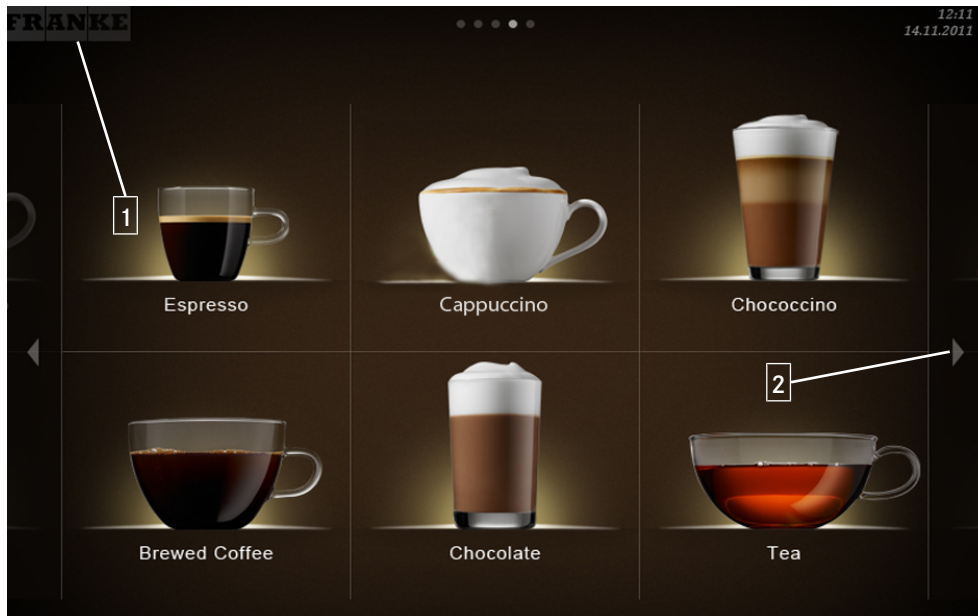 FRANKE
12:11
14.11.2011
1
Espresso
Cappuccino
Chococcino
2
Brewed Coffee
Chocolate
Tea